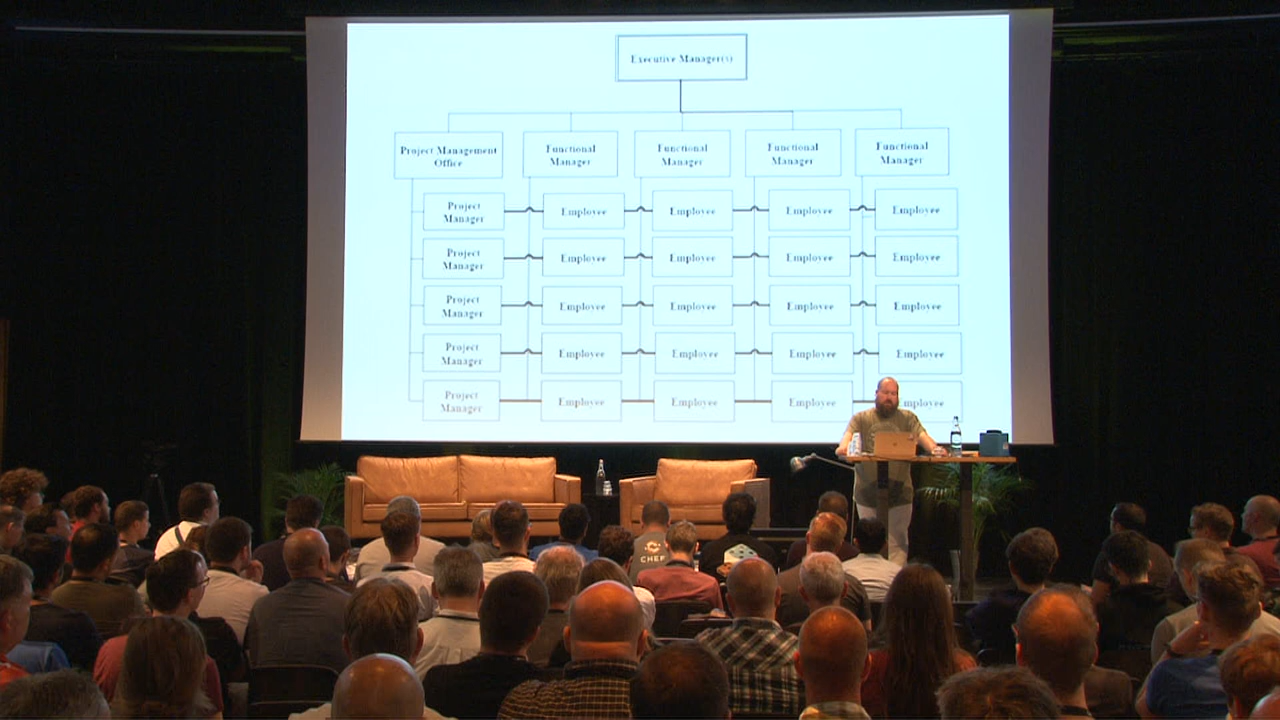 Executive Manager(s)
Project Management
Office
Functional
Manager
Functional
Manager
Functional
Manager
Functional
Manager
Project
Manager
Employee
Employee
Employee
Employee
Project
Manager
Employee
Employee
Employee
Employee
Project
Manager
Employee
Employee
Employee
Employee
Project
Manager
Employee
Employee
Employee
Employee
Project
Manager
Employee
Employee
Employee
mployee
CHEF